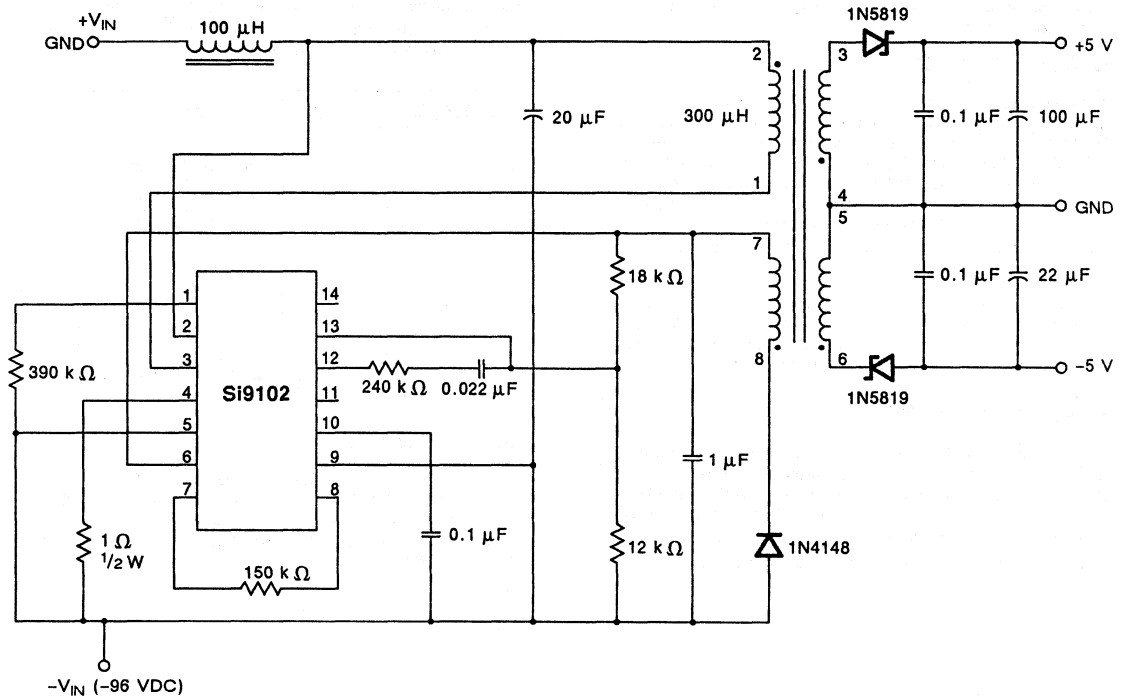 +V_IN
GND
100 μH
1N5819
+5 V
2
3
20 μF
300 μH
0.1 μF
100 μF
1
4
GND
5
7
18 kΩ
0.1 μF
22 μF
1
14
2
13
8
6
-5 V
3
12
390 kΩ
240 kΩ
0.022 μF
1N5819
Si9102
4
11
5
10
6
9
1 μF
7
8
1 Ω
1/2 W
0.1 μF
12 kΩ
1N4148
150 kΩ
-V_IN (-96 VDC)